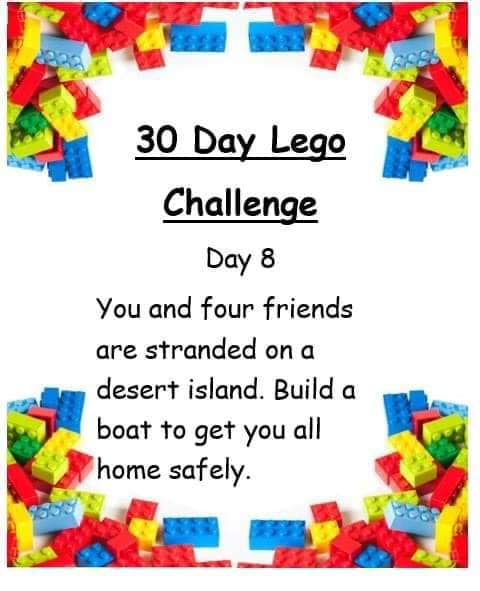 30 Day Lego
Challenge
Day 8
You and four friends
are stranded on a
desert island. Build a
boat to get you all
home safely.